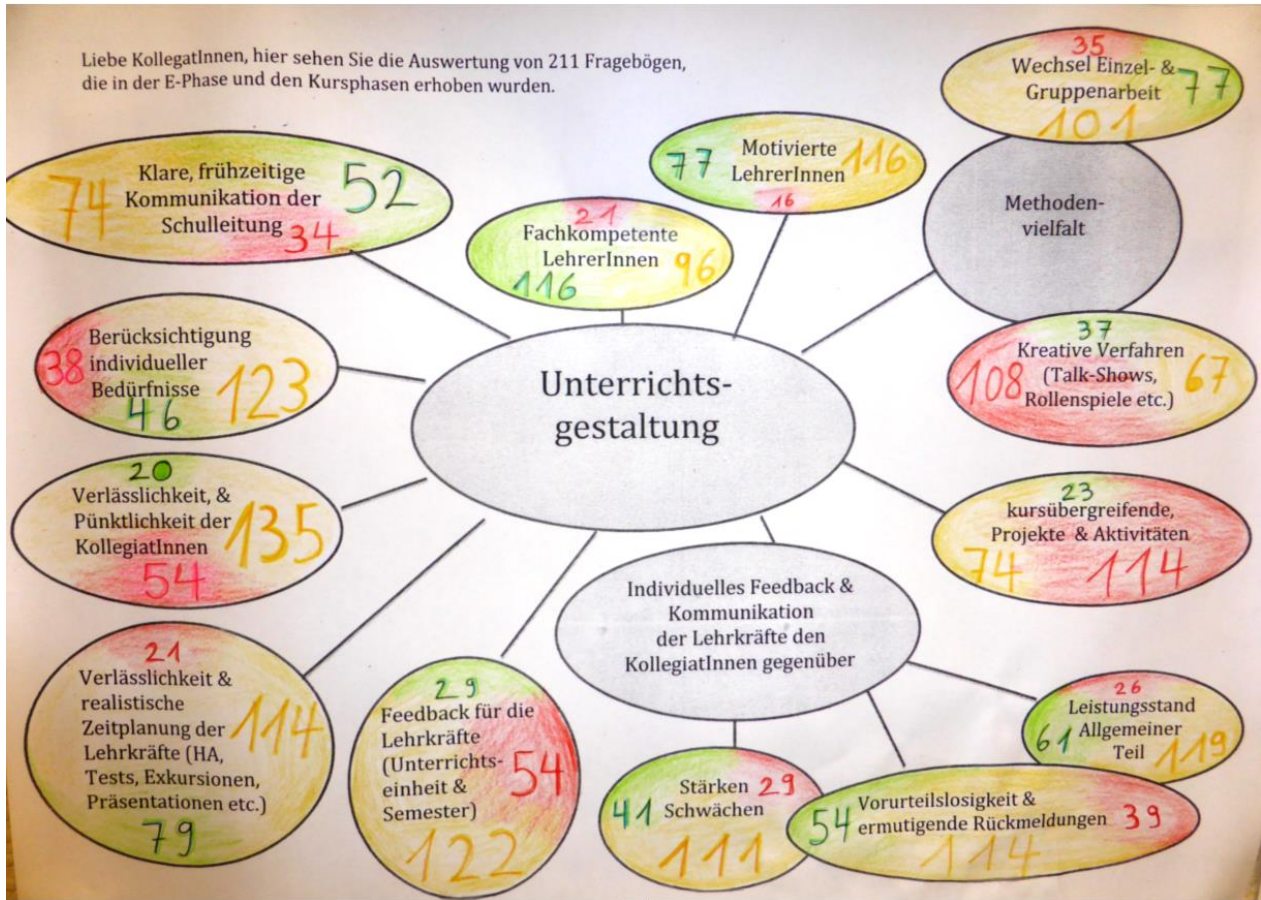 Liebe KollegatInnen, hier sehen Sie die Auswertung von 211 Fragebögen,
die in der E-Phase und den Kursphasen erhoben wurden.
35
Wechsel Einzel- &
Gruppenarbeit
77
101
Methoden-
vielfalt
37
Kreative Verfahren
(Talk-Shows,
Rollenspiele etc.)
108
67
Motivierte
LehrerInnen
77
116
16
21
Fachkompetente
LehrerInnen
116
96
Klare, frühzeitige
Kommunikation der
Schulleitung
74
52
34
Berücksichtigung
individueller
Bedürfnisse
38
123
46
Unterrichts-
gestaltung
20
Verlässlichkeit, &
Pünktlichkeit der
KollegiatInnen
135
54
23
kursübergreifende,
Projekte & Aktivitäten
74
114
21
Verlässlichkeit &
realistische
Zeitplanung der
Lehrkräfte (HA,
Tests, Exkursionen,
Präsentationen etc.)
114
79
29
Feedback für die
Lehrkräfte
(Unterrichts-
einheit &
Semester)
54
122
Individuelles Feedback &
Kommunikation
der Lehrkräfte den
KollegiatInnen gegenüber
Stärken
Schwächen
41
29
111
26
Leistungsstand
Allgemeiner
Teil
61
119
Vorurteilslosigkeit &
ermutigende Rückmeldungen
54
39
114